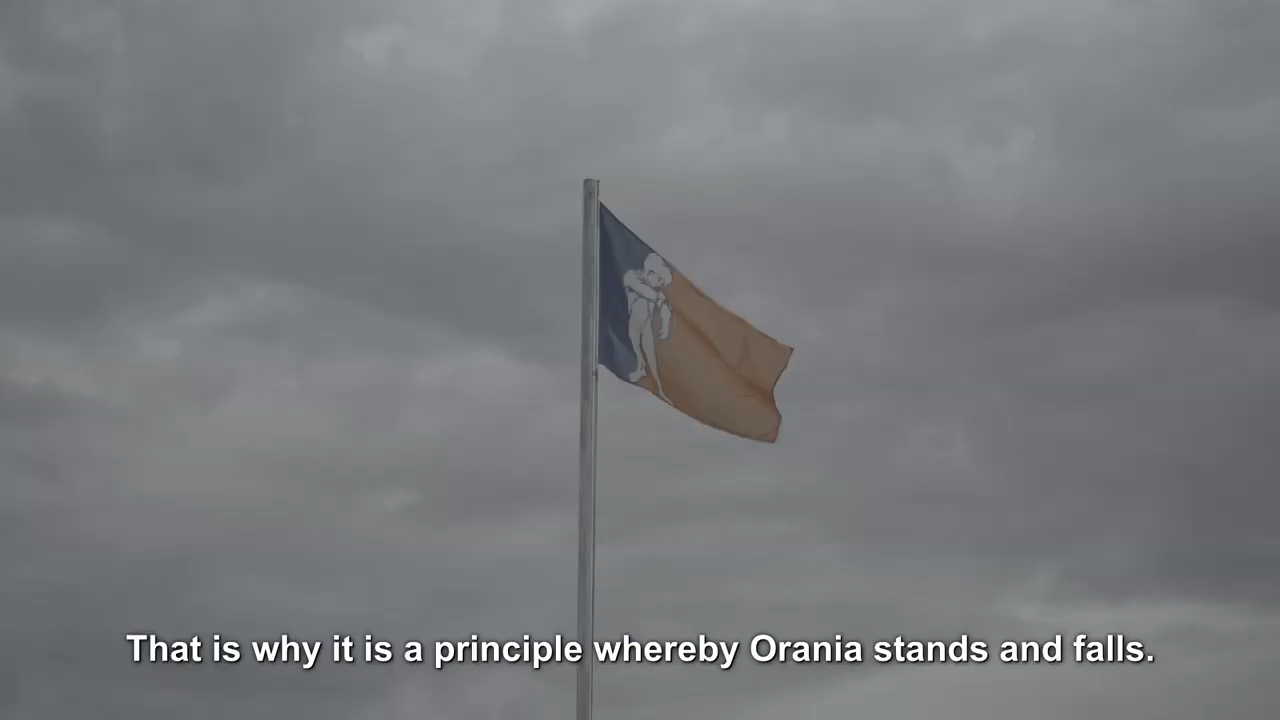 That is why it is a principle whereby Orania stands and falls.